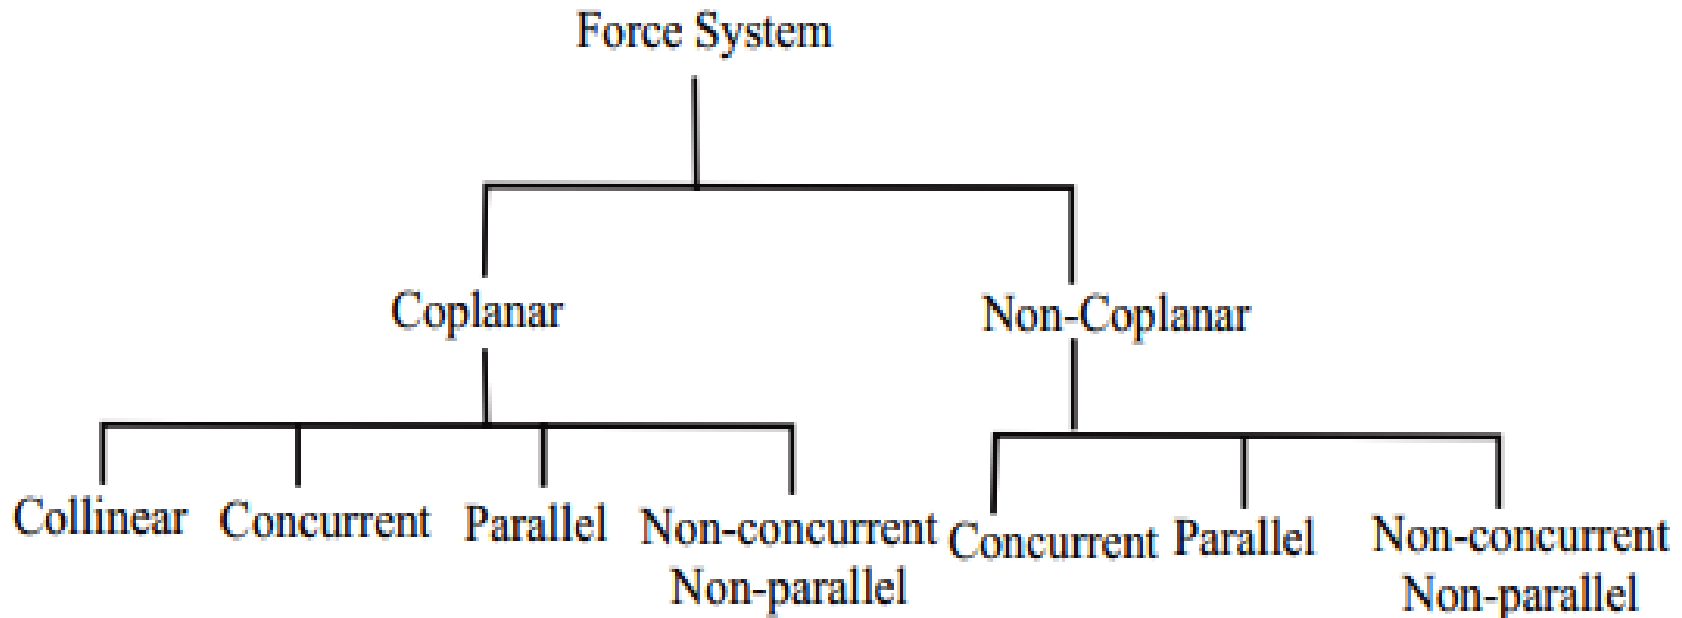 Force System
Coplanar
Non-Coplanar
Collinear
Concurrent
Parallel
Non-concurrent
Non-parallel
Concurrent
Parallel
Non-concurrent
Non-parallel